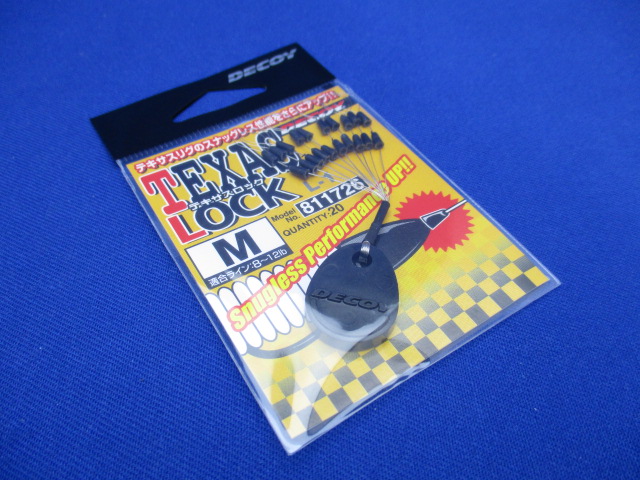 DECOY
テキサスリグのスナッグレス性能をさらにアップ!!
TEXAS
テキサスロック
LOCK
Model No. 811726
QUANTITY:20
M
適合ライン:8~12lb
Snugless Performance UP!!
DECOY